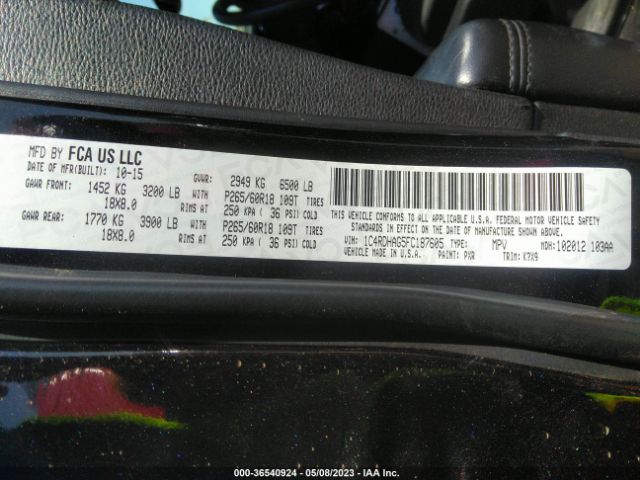 MFD BY FCA US LLC
DATE OF MFR(BUILT): 10-15 GVWR: 2949 KG 6500 LB
GAWR FRONT: 1452 KG 3200 LB WITH P265/60R18 109T TIRES
18X8.0 RIMS AT 250 KPA ( 36 PSI) COLD
GAWR REAR: 1770 KG 3900 LB WITH P265/60R18 109T TIRES
18X8.0 RIMS AT 250 KPA ( 36 PSI) COLD
THIS VEHICLE CONFORMS TO ALL APPLICABLE U.S.A. FEDERAL MOTOR VEHICLE SAFETY
STANDARDS IN EFFECT ON THE DATE OF MANUFACTURE SHOWN ABOVE.
VIN: 1C4RDHAG5FC187605 TYPE: MPV MDH:102012 103AA
VEHICLE MADE IN U.S.A. PAINT: PXR TRIM: K7X9
000-36540924 - 05/08/2023 - IAA Inc.